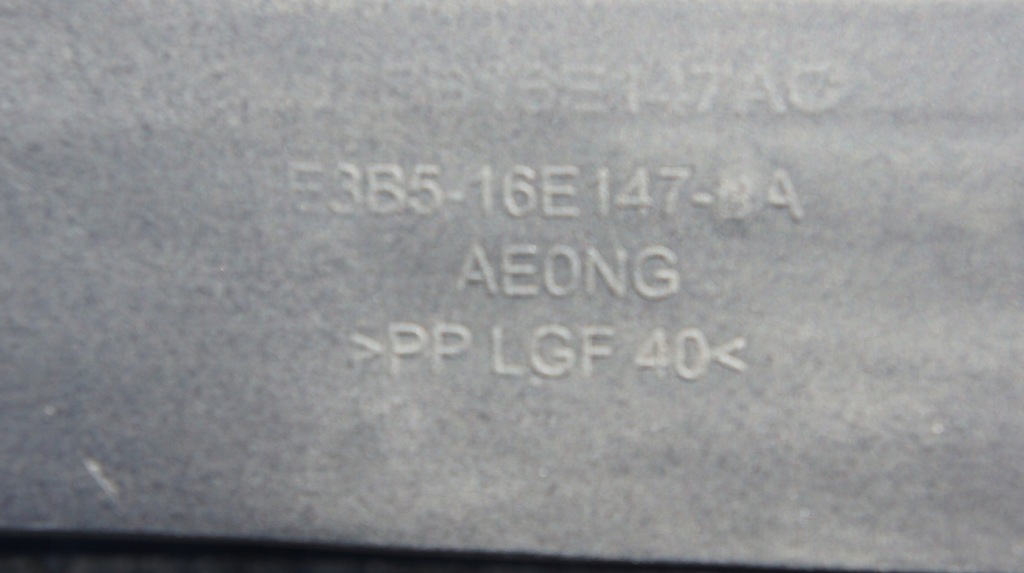 E3B5-16E147-BA
AE0NG
>PP LGF 40<